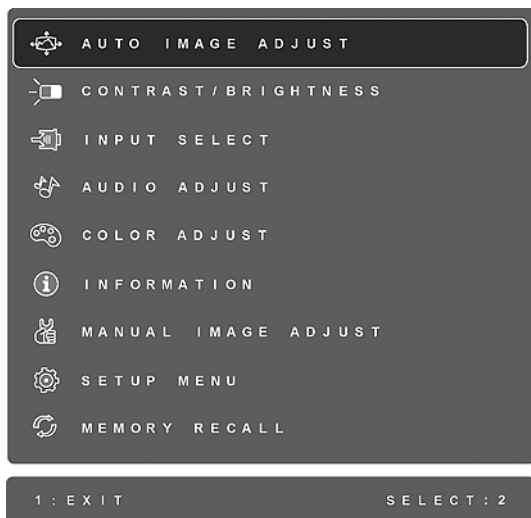 AUTO IMAGE ADJUST
CONTRAST/BRIGHTNESS
INPUT SELECT
AUDIO ADJUST
COLOR ADJUST
INFORMATION
MANUAL IMAGE ADJUST
SETUP MENU
MEMORY RECALL
1:EXIT SELECT:2